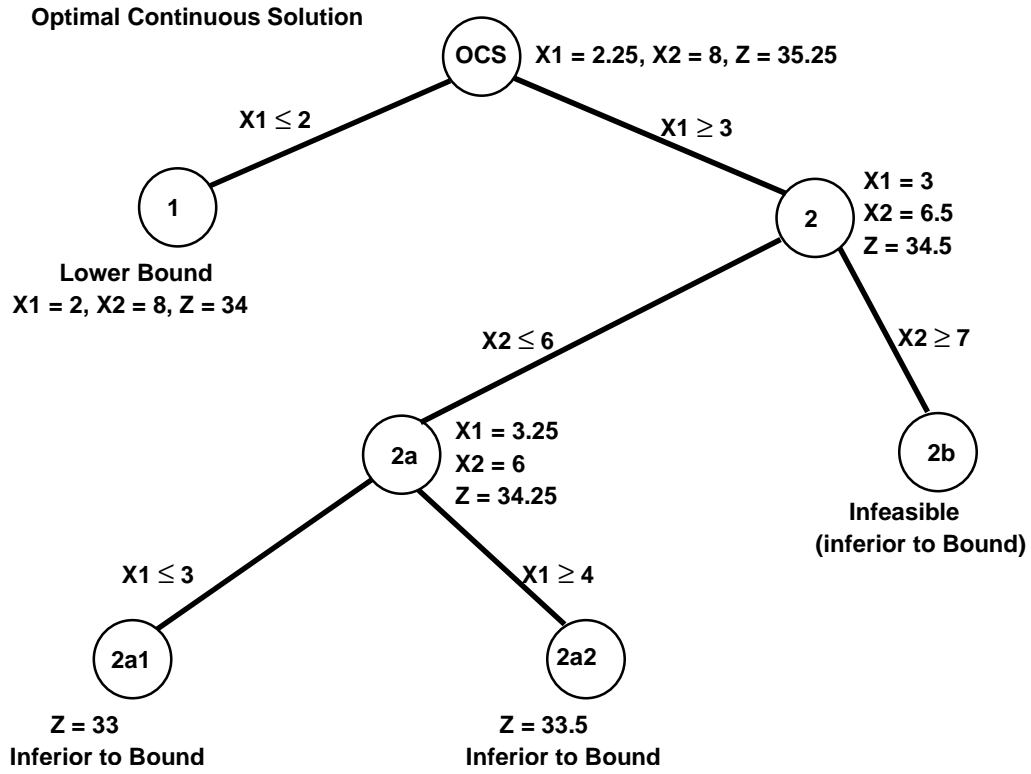 Optimal Continuous Solution
OCS
X1 = 2.25, X2 = 8, Z = 35.25
X1 ≤ 2
X1 ≥ 3
1
Lower Bound
X1 = 2, X2 = 8, Z = 34
2
X1 = 3
X2 = 6.5
Z = 34.5
X2 ≤ 6
X2 ≥ 7
2a
X1 = 3.25
X2 = 6
Z = 34.25
2b
Infeasible
(inferior to Bound)
X1 ≤ 3
X1 ≥ 4
2a1
Z = 33
Inferior to Bound
2a2
Z = 33.5
Inferior to Bound